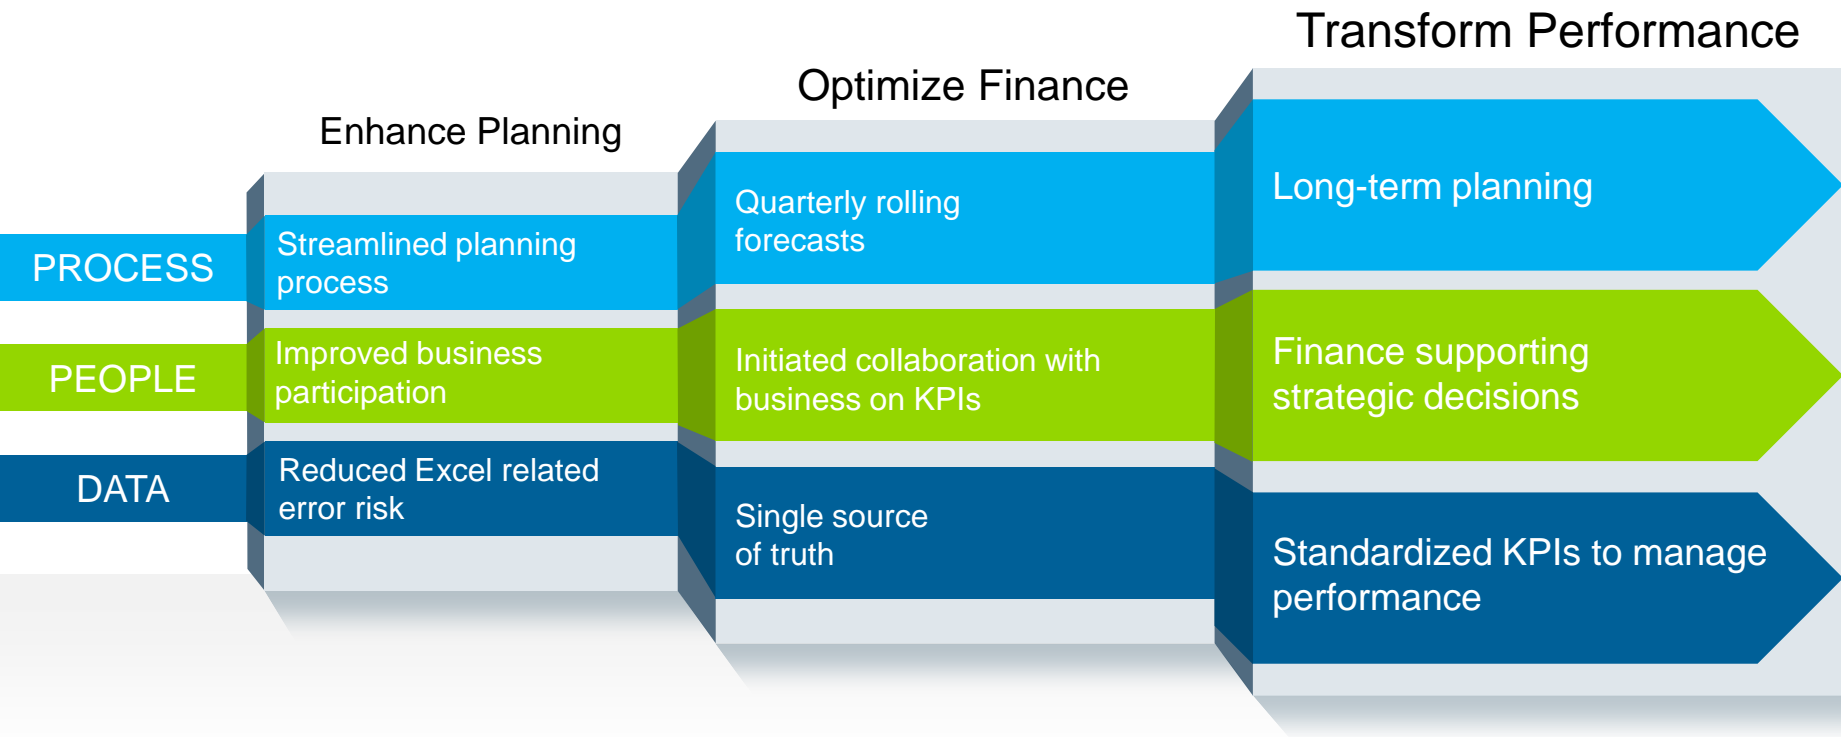 Transform Performance
Optimize Finance
Enhance Planning
PROCESS
Streamlined planning
process
Quarterly rolling
forecasts
Long-term planning
PEOPLE
Improved business
participation
Initiated collaboration with
business on KPIs
Finance supporting
strategic decisions
DATA
Reduced Excel related
error risk
Single source
of truth
Standardized KPIs to manage
performance